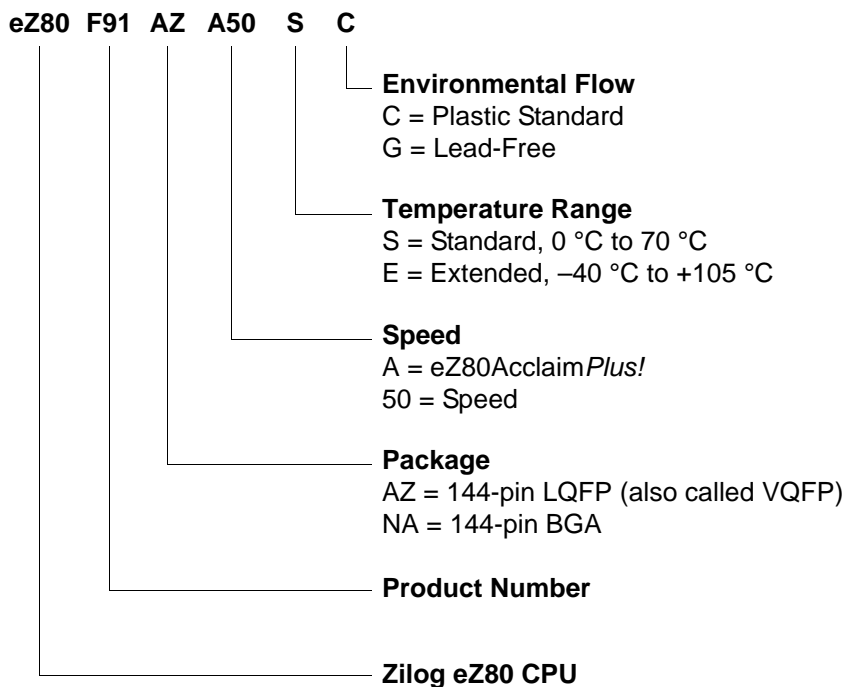 eZ80 F91 AZ A50 S C
Environmental Flow
C = Plastic Standard
G = Lead-Free
Temperature Range
S = Standard, 0 °C to 70 °C
E = Extended, –40 °C to +105 °C
Speed
A = eZ80AcclaimPlus!
50 = Speed
Package
AZ = 144-pin LQFP (also called VQFP)
NA = 144-pin BGA
Product Number
Zilog eZ80 CPU